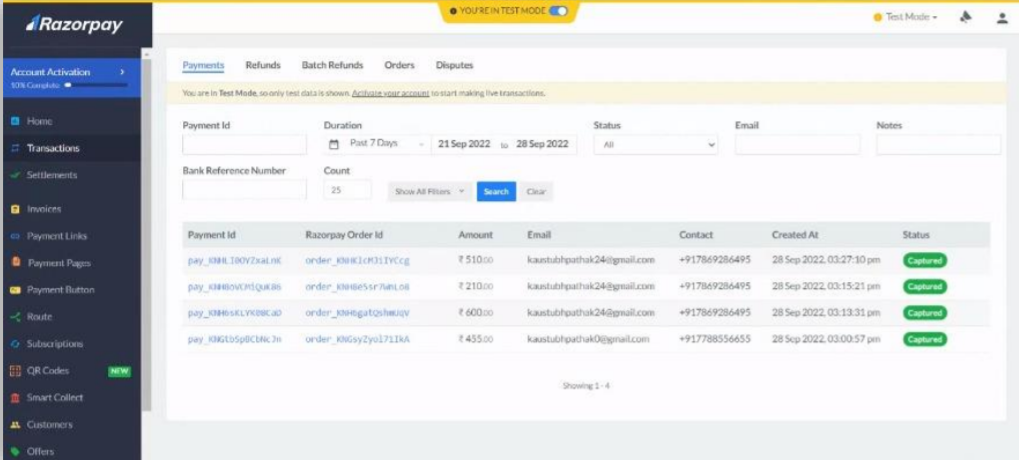 YOU'RE IN TEST MODE
Razorpay
Test Mode
Account Activation
10% Complete
Home
Transactions
Settlements
Invoices
Payment Links
Payment Pages
Payment Button
Route
Subscriptions
QR Codes NEW
Smart Collect
Customers
Offers
Payments Refunds Batch Refunds Orders Disputes
You are in Test Mode, so only test data is shown. Activate your account to start making live transactions.
Payment Id Duration Status Email Notes
Past 7 Days 21 Sep 2022 to 28 Sep 2022 All
Bank Reference Number Count
25 Show All Filters Search Clear
Payment Id Razorpay Order Id Amount Email Contact Created At Status
₹ 510.00 kaustubhpathak24@gmail.com +917869286495 28 Sep 2022, 03:27:10 pm Captured
₹ 210.00 kaustubhpathak24@gmail.com +917869286495 28 Sep 2022, 03:15:21 pm Captured
₹ 600.00 kaustubhpathak24@gmail.com +917869286495 28 Sep 2022, 03:13:31 pm Captured
₹ 455.00 kaustubhpathak0@gmail.com +917788556655 28 Sep 2022, 03:00:57 pm Captured
Showing 1 - 4